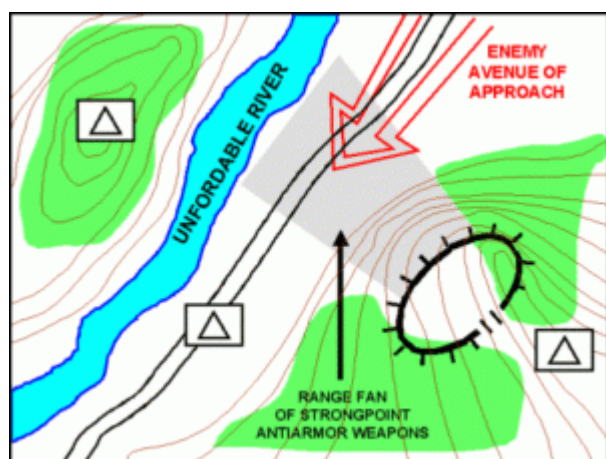 ENEMY
AVENUE OF
APPROACH
UNFORDABLE RIVER
RANGE FAN
OF STRONGPOINT
ANTIARMOR WEAPONS